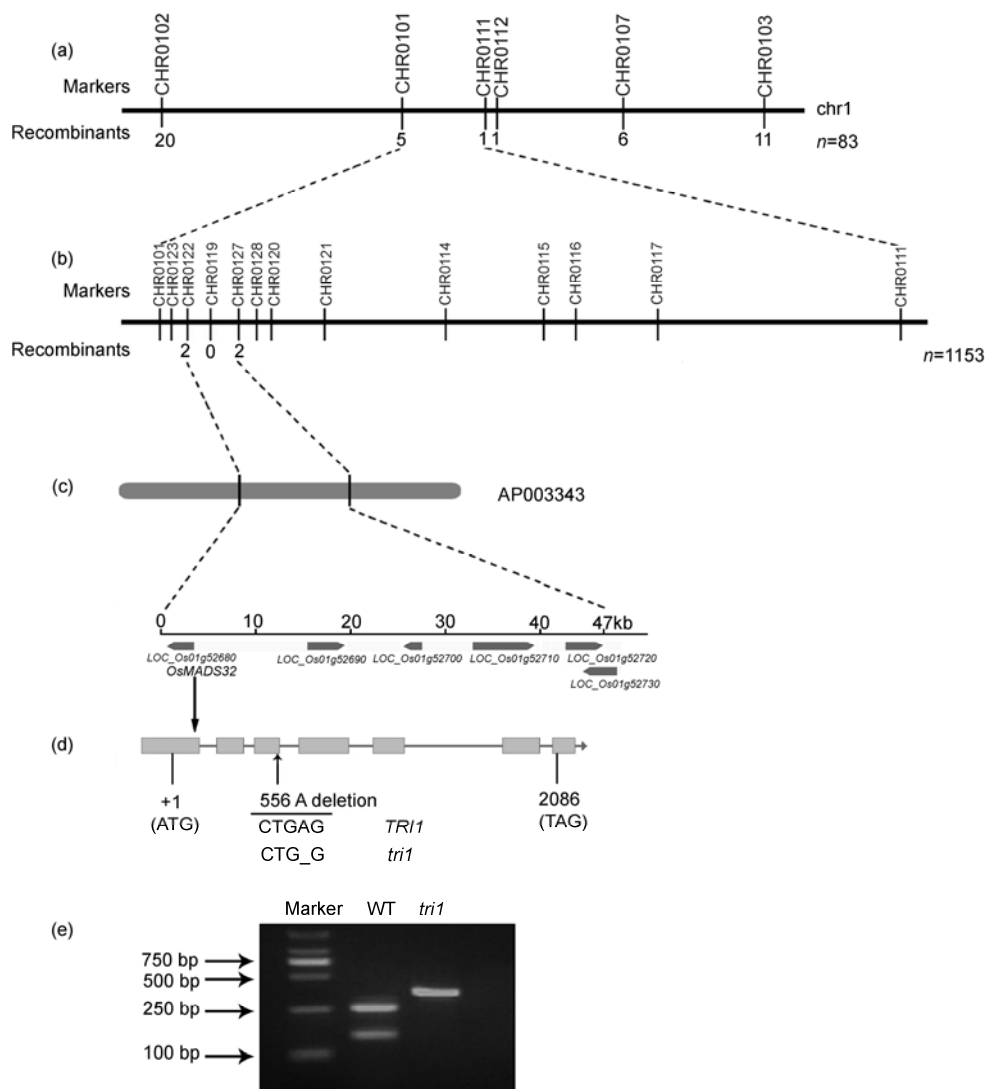 (a)
CHR0102
CHR0101
CHR0111
CHR0112
CHR0107
CHR0103
Markers
chr1
Recombinants
20
5
1
1
6
11
n=83
(b)
CHR0101
CHR0123
CHR0122
CHR0119
CHR0127
CHR0128
CHR0120
CHR0121
CHR0114
CHR0115
CHR0116
CHR0117
CHR0111
Markers
Recombinants
2
0
2
n=1153
(c)
AP003343
0
10
20
30
40
47kb
LOC_Os01g52680
LOC_Os01g52690
LOC_Os01g52700
LOC_Os01g52710
LOC_Os01g52720
OsMADS32
LOC_Os01g52730
(d)
+1
(ATG)
556 A deletion
2086
(TAG)
CTGAG
TRI1
CTG_G
tri1
(e)
Marker
WT
tri1
750 bp
500 bp
250 bp
100 bp